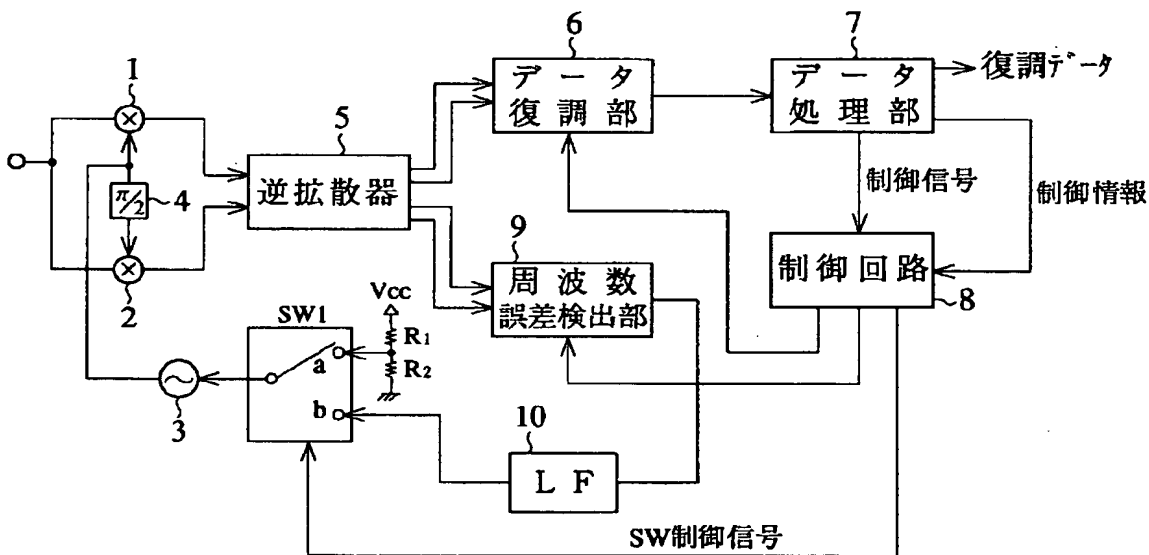 1
2
3
π/2
4
5
逆拡散器
6
データ
復調部
7
データ
処理部
復調データ
制御信号
制御情報
制御回路
8
9
周波数
誤差検出部
VCC
R1
R2
SW1
a
b
10
LF
SW制御信号